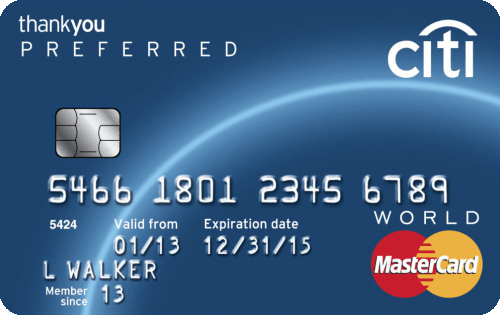 thankyou
PREFERRED
citi
5466 1801 2345 6789
WORLD
5424 Valid from Expiration date
01/13 12/31/15
L WALKER
Member
since 13
MasterCard